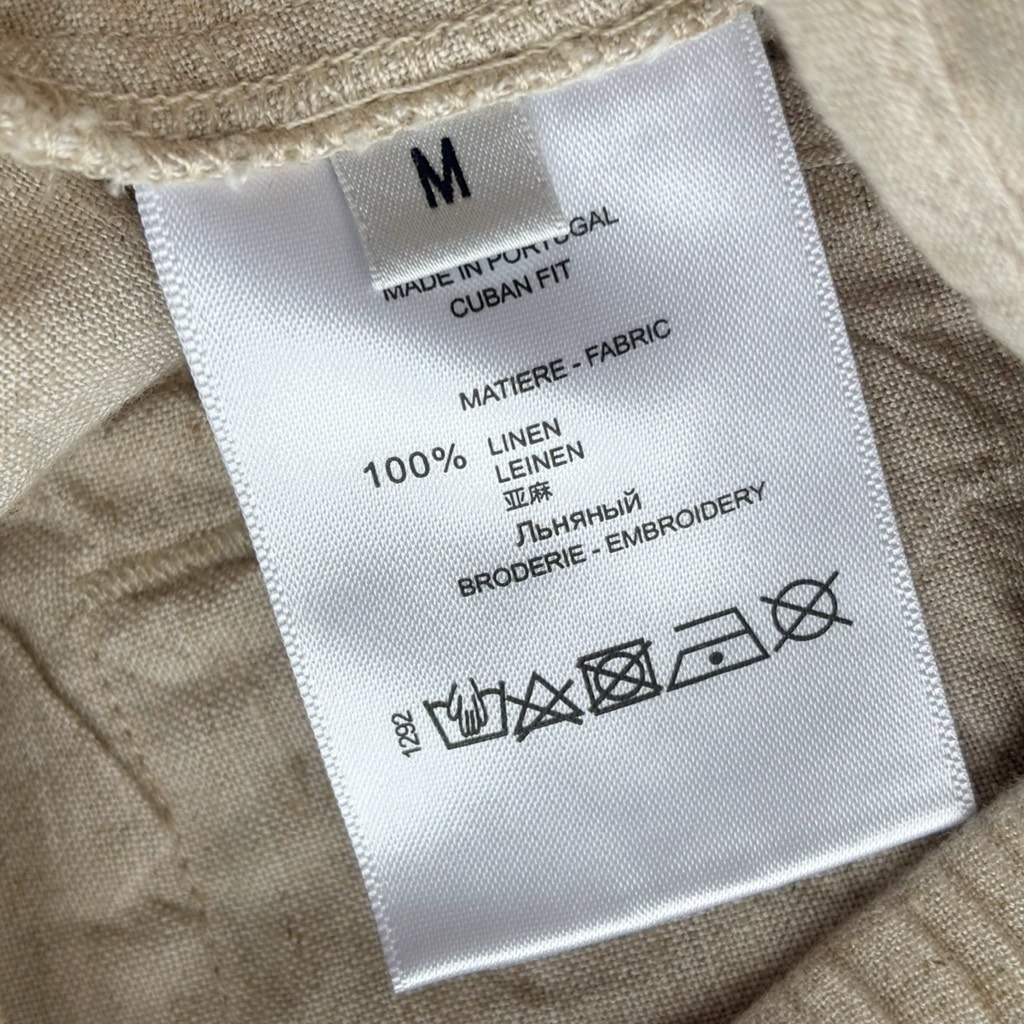 M
MADE IN PORTUGAL
CUBAN FIT
MATIERE - FABRIC
100% LINEN
LEINEN
亚麻
Льняный
BRODERIE - EMBROIDERY
1292